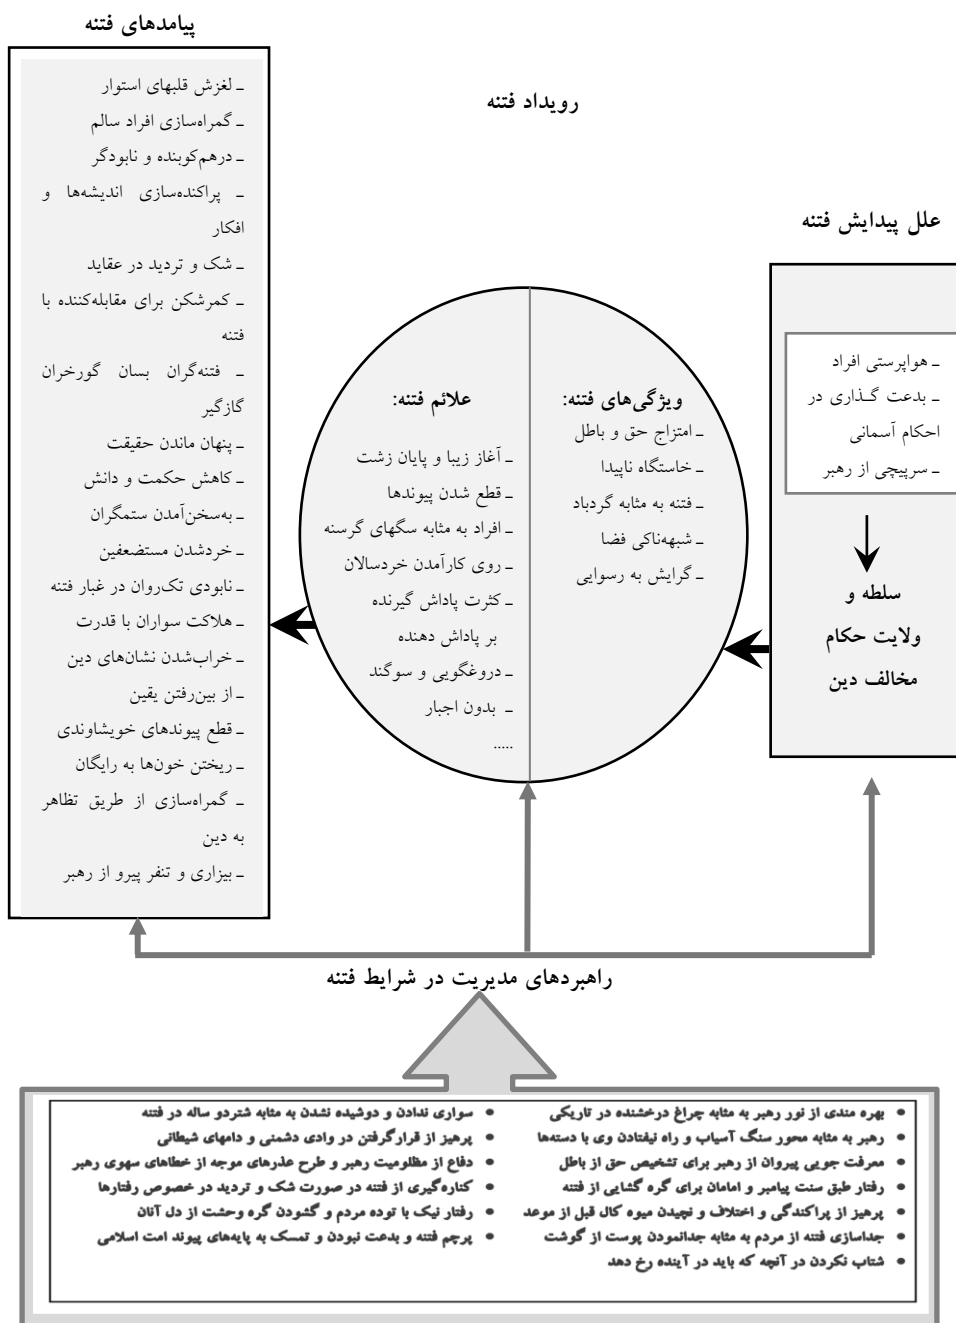 پیامدهای فتنه
ـ لغزش قلبهای استوار
ـ گمراه‌سازی افراد سالم
ـ درهم‌کوبنده و نابودگر
ـ پراکنده‌سازی اندیشه‌ها و
افکار
ـ شک و تردید در عقاید
ـ کمرشکن برای مقابله‌کننده با
فتنه
ـ فتنه‌گران بسان گورخران
گازگیر
ـ پنهان ماندن حقیقت
ـ کاهش حکمت و دانش
ـ به‌سخن‌آمدن ستمگران
ـ خردشدن مستضعفین
ـ نابودی تک‌روان در غبار فتنه
ـ هلاکت سواران با قدرت
ـ خراب‌شدن نشان‌های دین
ـ از بین‌رفتن یقین
ـ قطع پیوندهای خویشاوندی
ـ ریختن خون‌ها به رایگان
ـ گمراه‌سازی از طریق تظاهر
به دین
ـ بیزاری و تنفر پیرو از رهبر
رویداد فتنه
علل پیدایش فتنه
ـ هواپرستی افراد
ـ بدعت گـذاری در
احکام آسمانی
ـ سرپیچی از رهبر
سلطه و
ولایت حکام
مخالف دین
ویژگی‌های فتنه:
ـ امتزاج حق و باطل
ـ خاستگاه ناپیدا
ـ فتنه به مثابه گردباد
ـ شبهه‌ناکی فضا
ـ گرایش به رسوایی
علائم فتنه:
ـ آغاز زیبا و پایان زشت
ـ قطع شدن پیوندها
ـ افراد به مثابه سگهای گرسنه
ـ روی کارآمدن خردسالان
ـ کثرت پاداش گیرنده
بر پاداش دهنده
ـ دروغگویی و سوگند
ـ بدون اجبار
.....
راهبردهای مدیریت در شرایط فتنه
• بهره مندی از نور رهبر به مثابه چراغ درخشنده در تاریکی
• رهبر به مثابه محور سنگ آسیاب و راه نیفتادن وی با دسته‌ها
• معرفت جویی پیروان از رهبر برای تشخیص حق از باطل
• رفتار طبق سنت پیامبر و امامان برای گره گشایی از فتنه
• پرهیز از پراکندگی و اختلاف و نچیدن میوه کال قبل از موعد
• جداسازی فتنه از مردم به مثابه جدانمودن پوست از گوشت
• شتاب نکردن در آنچه که باید در آینده رخ دهد
• سواری ندادن و دوشیده نشدن به مثابه شتردو ساله در فتنه
• پرهیز از قرارگرفتن در وادی دشمنی و دامهای شیطانی
• دفاع از مظلومیت رهبر و طرح عذرهای موجه از خطاهای سهوی رهبر
• کناره‌گیری از فتنه در صورت شک و تردید در خصوص رفتارها
• رفتار نیک با توده مردم و گشودن گره وحشت از دل آنان
• پرچم فتنه و بدعت نبودن و تمسک به پایه‌های پیوند امت اسلامی